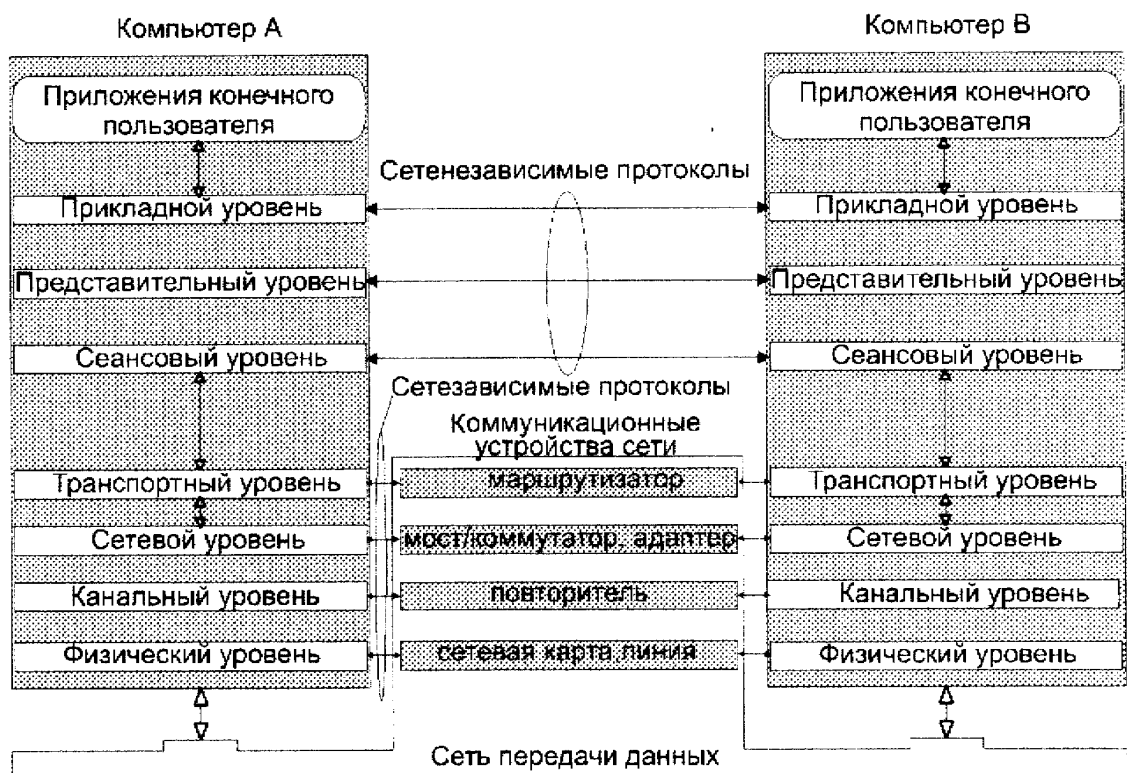 Компьютер А
Компьютер В
Приложения конечного
пользователя
Приложения конечного
пользователя
Сетенезависимые протоколы
Прикладной уровень
Прикладной уровень
Представительный уровень
Представительный уровень
Сеансовый уровень
Сеансовый уровень
Сетезависимые протоколы
Коммуникационные
устройства сети
Транспортный уровень
маршрутизатор
Транспортный уровень
Сетевой уровень
мост/коммутатор, адаптер
Сетевой уровень
Канальный уровень
повторитель
Канальный уровень
Физический уровень
сетевая карта,линия
Физический уровень
Сеть передачи данных